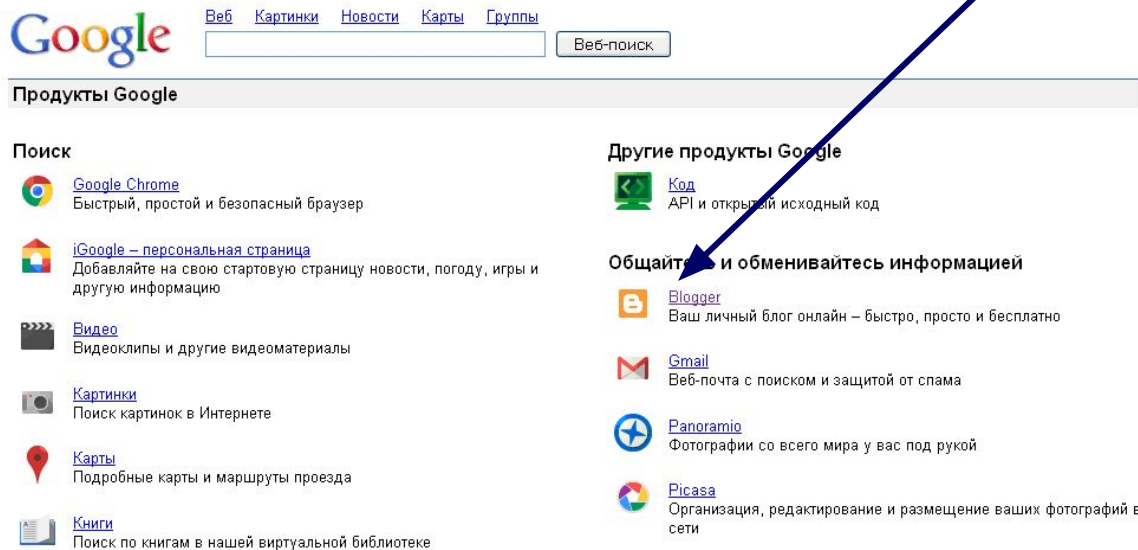 Google
Веб Картинки Новости Карты Группы
Веб-поиск
Продукты Google
Поиск
Google Chrome
Быстрый, простой и безопасный браузер
iGoogle – персональная страница
Добавляйте на свою стартовую страницу новости, погоду, игры и
другую информацию
Видео
Видеоклипы и другие видеоматериалы
Картинки
Поиск картинок в Интернете
Карты
Подробные карты и маршруты проезда
Книги
Поиск по книгам в нашей виртуальной библиотеке
Другие продукты Google
Код
API и открытый исходный код
Общайтесь и обменивайтесь информацией
Blogger
Ваш личный блог онлайн – быстро, просто и бесплатно
Gmail
Веб-почта с поиском и защитой от спама
Panoramio
Фотографии со всего мира у вас под рукой
Picasa
Организация, редактирование и размещение ваших фотографий в
сети